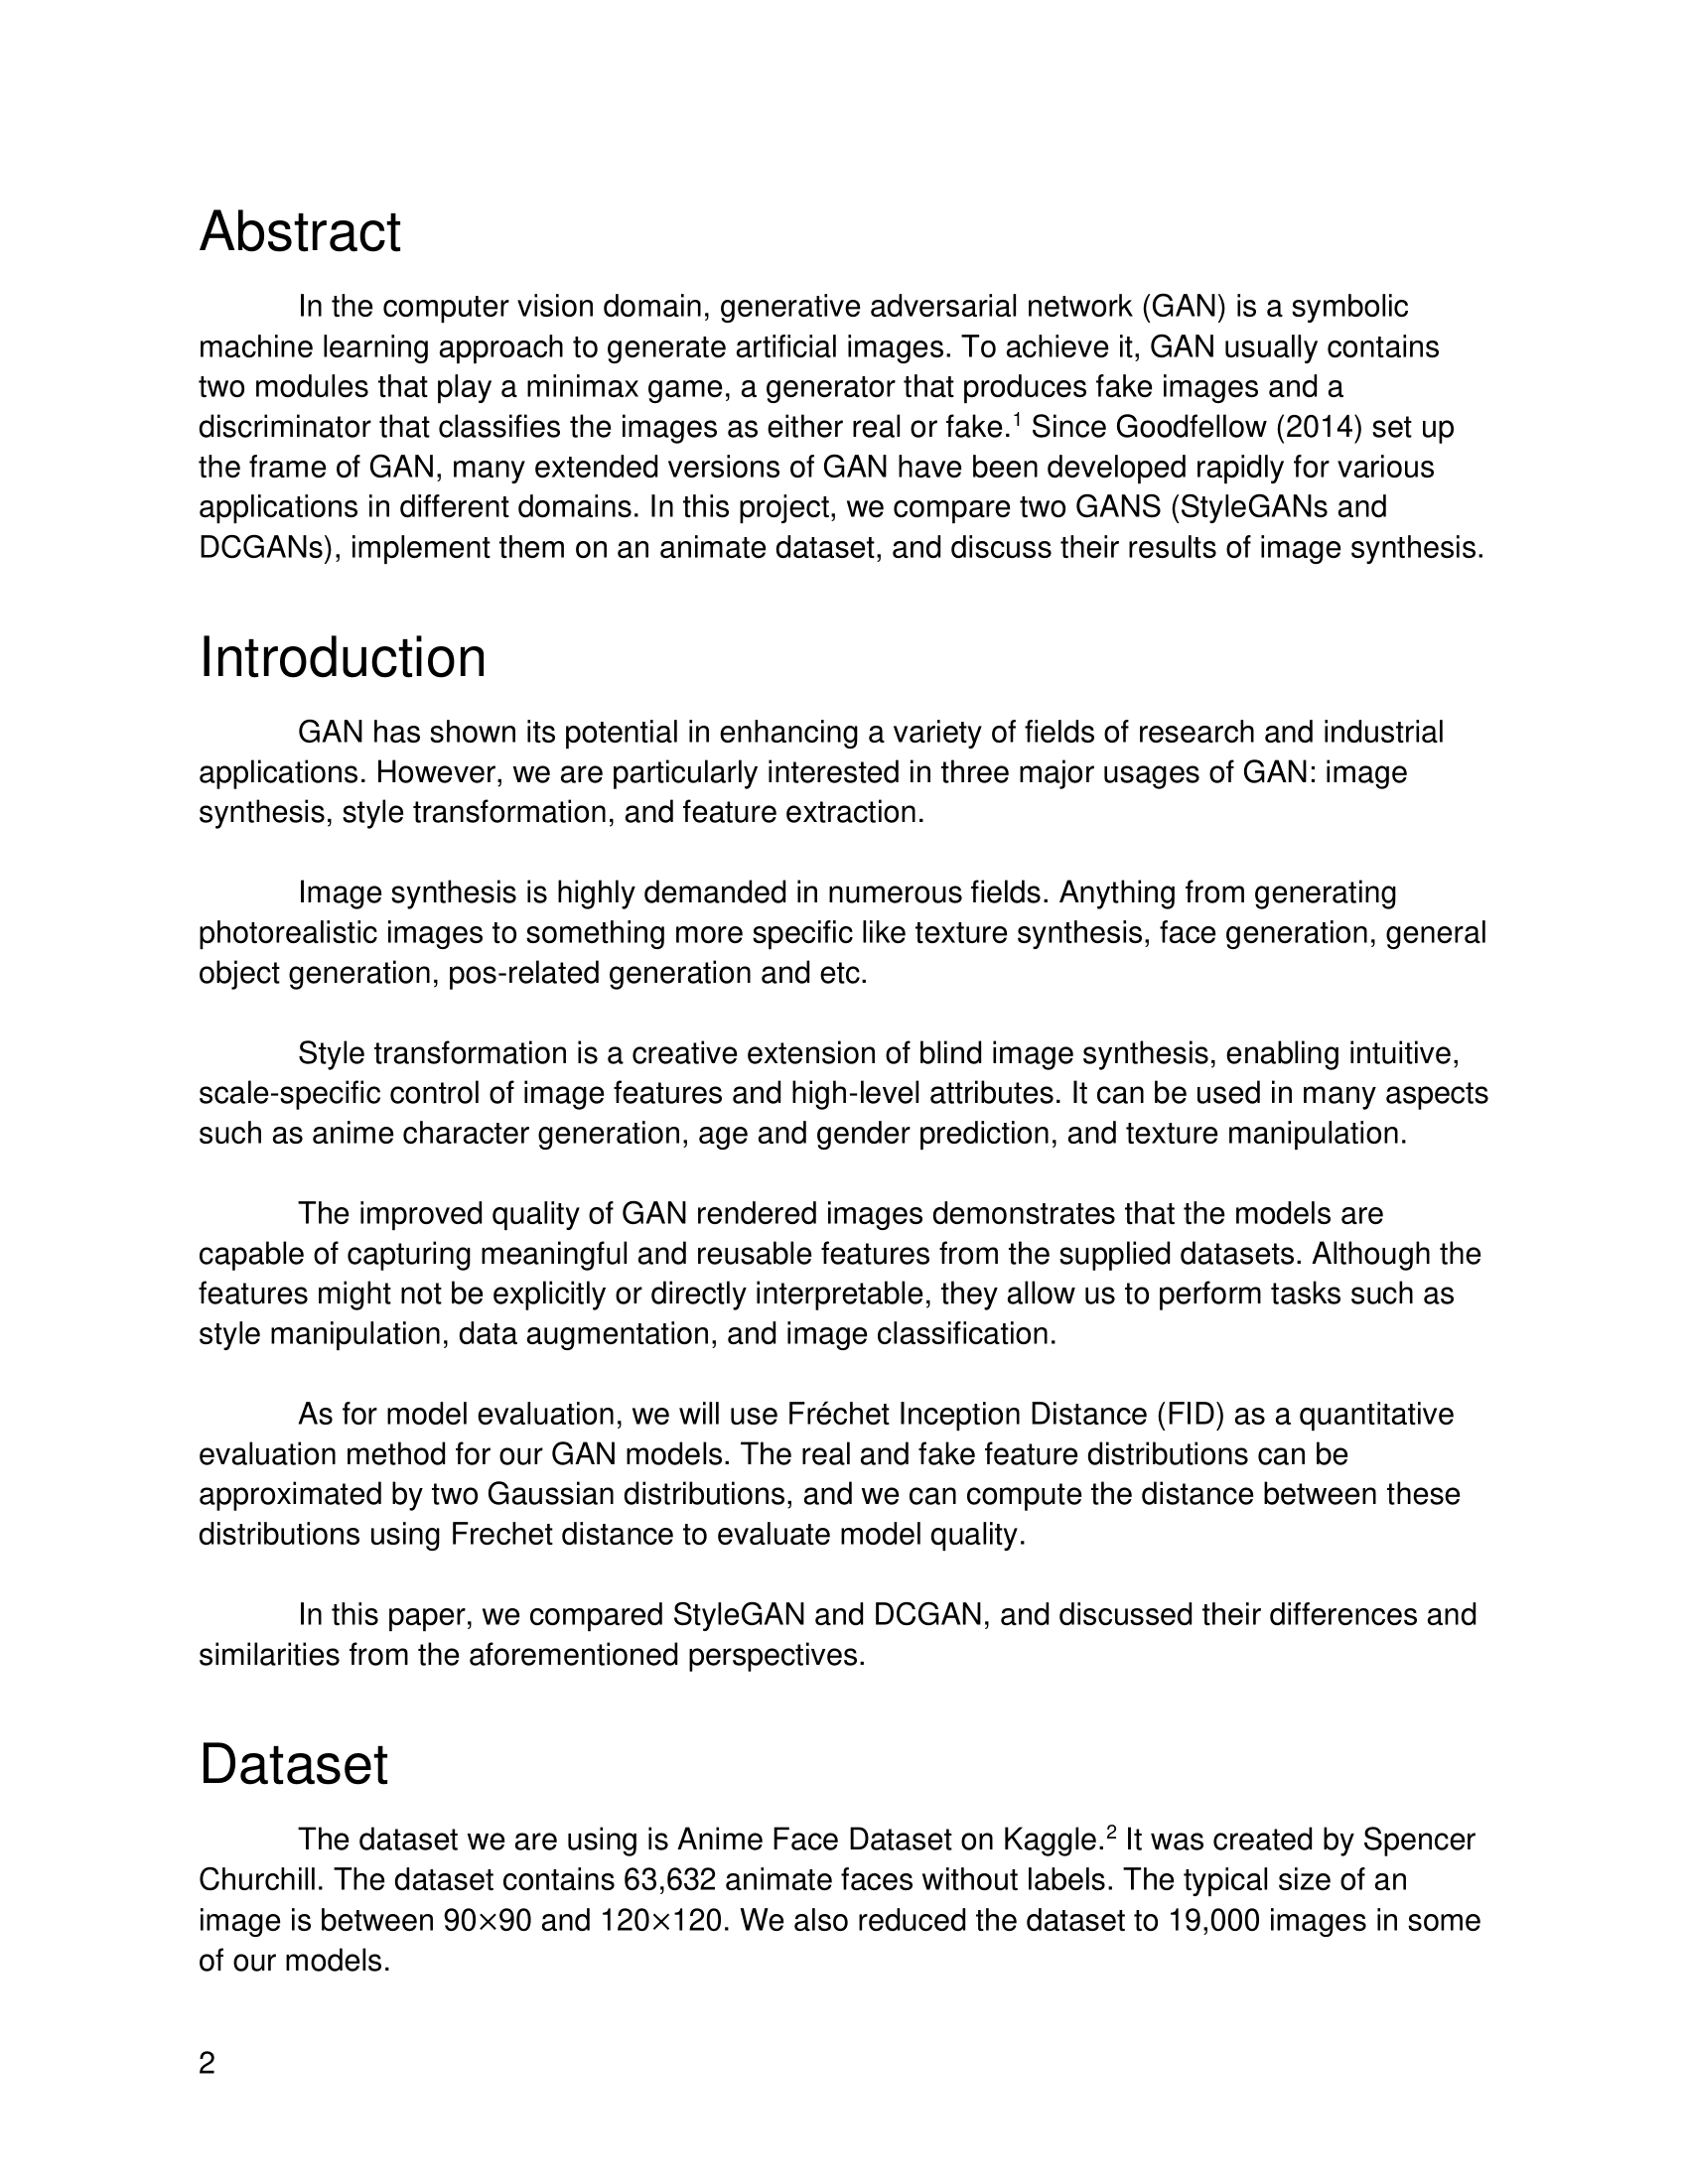 Abstract
In the computer vision domain, generative adversarial network (GAN) is a symbolic
machine learning approach to generate artificial images. To achieve it, GAN usually contains
two modules that play a minimax game, a generator that produces fake images and a
discriminator that classifies the images as either real or fake.1 Since Goodfellow (2014) set up
the frame of GAN, many extended versions of GAN have been developed rapidly for various
applications in different domains. In this project, we compare two GANS (StyleGANs and
DCGANs), implement them on an animate dataset, and discuss their results of image synthesis.
Introduction
GAN has shown its potential in enhancing a variety of fields of research and industrial
applications. However, we are particularly interested in three major usages of GAN: image
synthesis, style transformation, and feature extraction.
Image synthesis is highly demanded in numerous fields. Anything from generating
photorealistic images to something more specific like texture synthesis, face generation, general
object generation, pos-related generation and etc.
Style transformation is a creative extension of blind image synthesis, enabling intuitive,
scale-specific control of image features and high-level attributes. It can be used in many aspects
such as anime character generation, age and gender prediction, and texture manipulation.
The improved quality of GAN rendered images demonstrates that the models are
capable of capturing meaningful and reusable features from the supplied datasets. Although the
features might not be explicitly or directly interpretable, they allow us to perform tasks such as
style manipulation, data augmentation, and image classification.
As for model evaluation, we will use Fréchet Inception Distance (FID) as a quantitative
evaluation method for our GAN models. The real and fake feature distributions can be
approximated by two Gaussian distributions, and we can compute the distance between these
distributions using Frechet distance to evaluate model quality.
In this paper, we compared StyleGAN and DCGAN, and discussed their differences and
similarities from the aforementioned perspectives.
Dataset
The dataset we are using is Anime Face Dataset on Kaggle.2 It was created by Spencer
Churchill. The dataset contains 63,632 animate faces without labels. The typical size of an
image is between 90×90 and 120×120. We also reduced the dataset to 19,000 images in some
of our models.
2